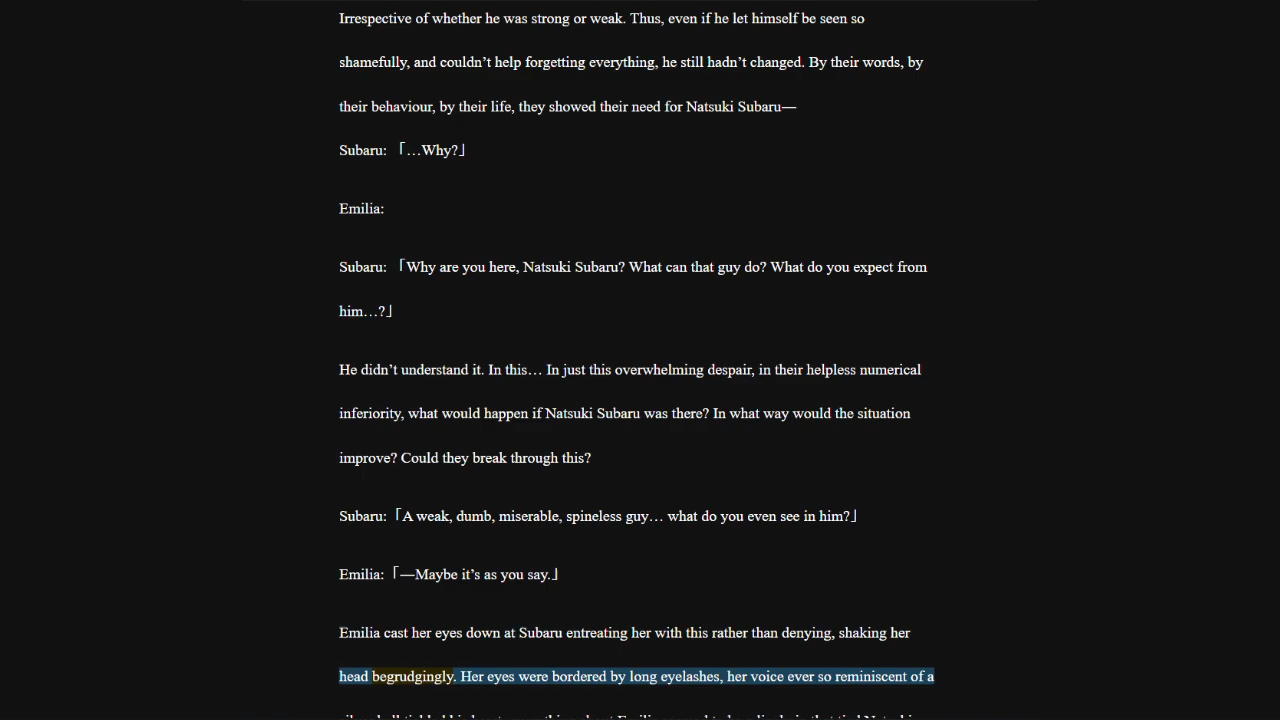 Irrespective of whether he was strong or weak. Thus, even if he let himself be seen so
shamefully, and couldn’t help forgetting everything, he still hadn’t changed. By their words, by
their behaviour, by their life, they showed their need for Natsuki Subaru—
Subaru: 「…Why?」
Emilia:
Subaru: 「Why are you here, Natsuki Subaru? What can that guy do? What do you expect from
him…?」
He didn’t understand it. In this… In just this overwhelming despair, in their helpless numerical
inferiority, what would happen if Natsuki Subaru was there? In what way would the situation
improve? Could they break through this?
Subaru:「A weak, dumb, miserable, spineless guy… what do you even see in him?」
Emilia:「—Maybe it’s as you say.」
Emilia cast her eyes down at Subaru entreating her with this rather than denying, shaking her
head begrudgingly. Her eyes were bordered by long eyelashes, her voice ever so reminiscent of a